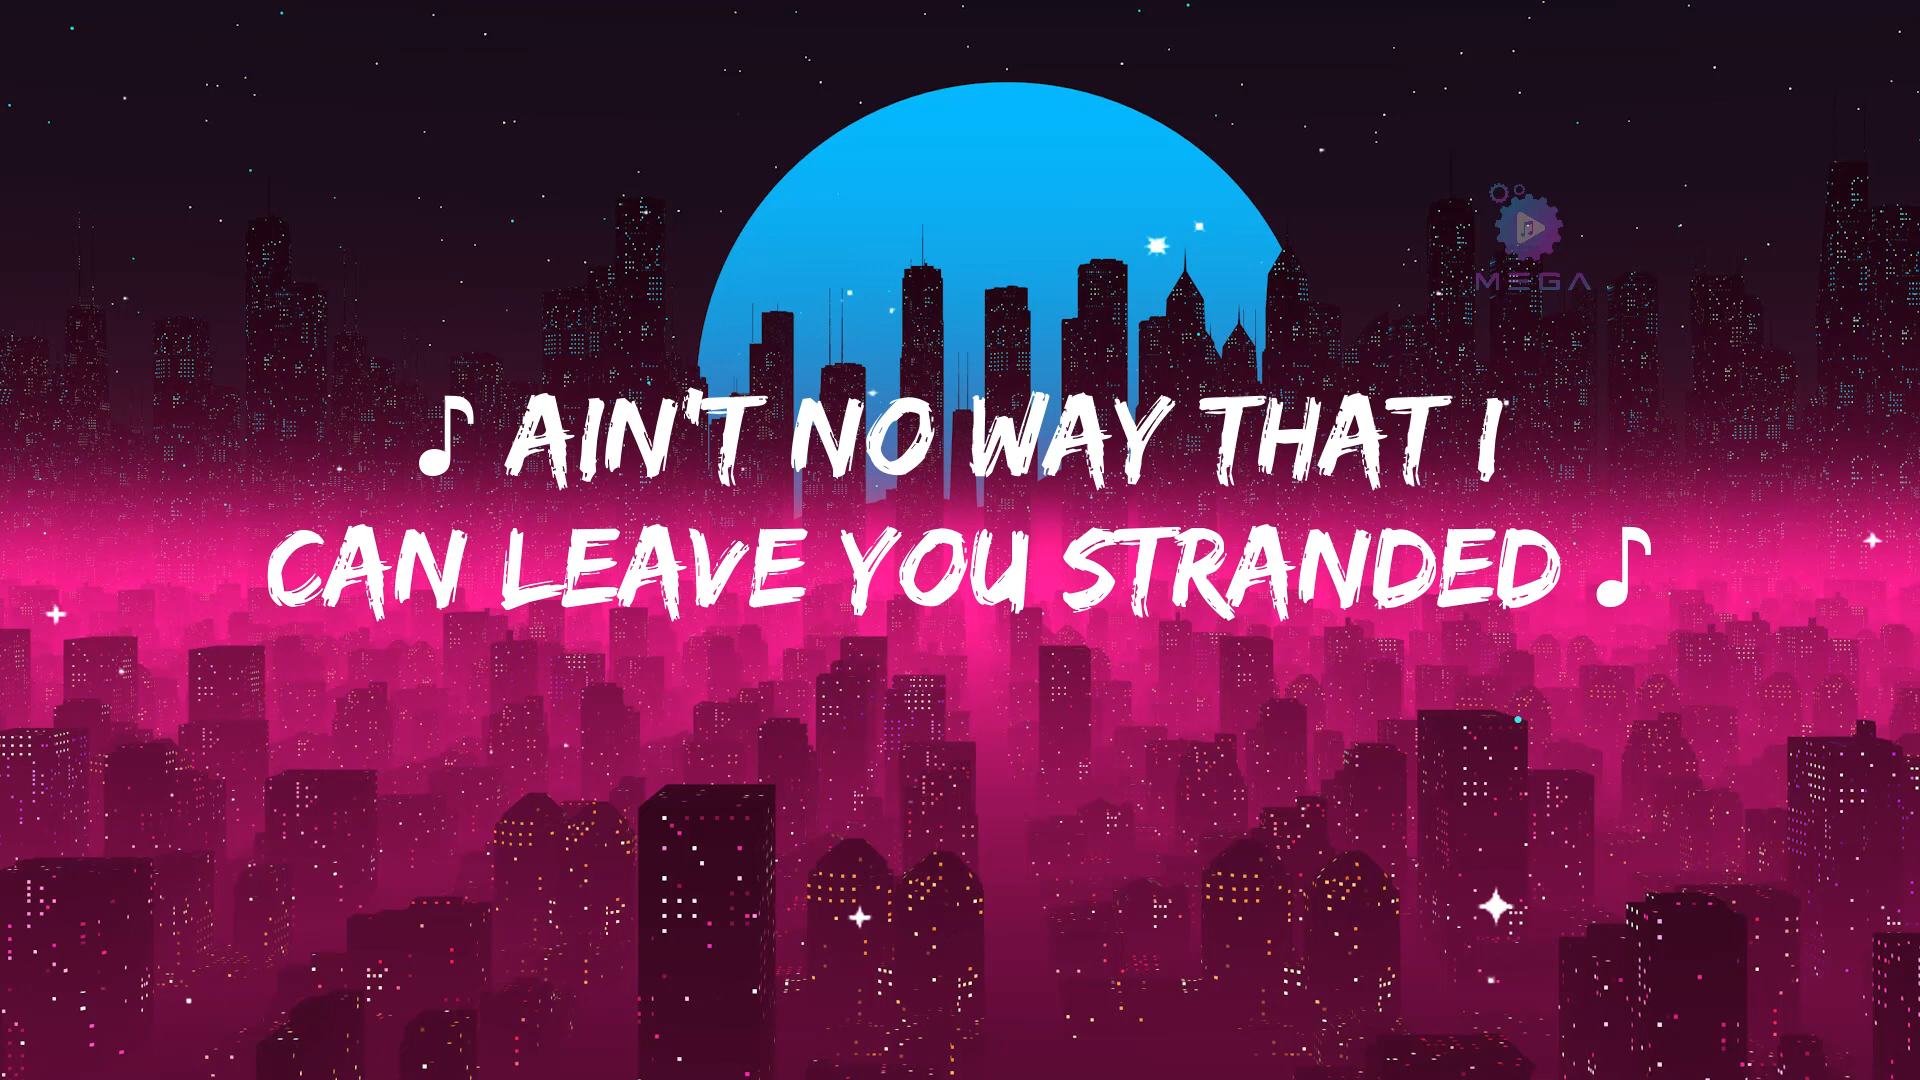 MEGA
♪ AIN'T NO WAY THAT I
CAN LEAVE YOU STRANDED ♪